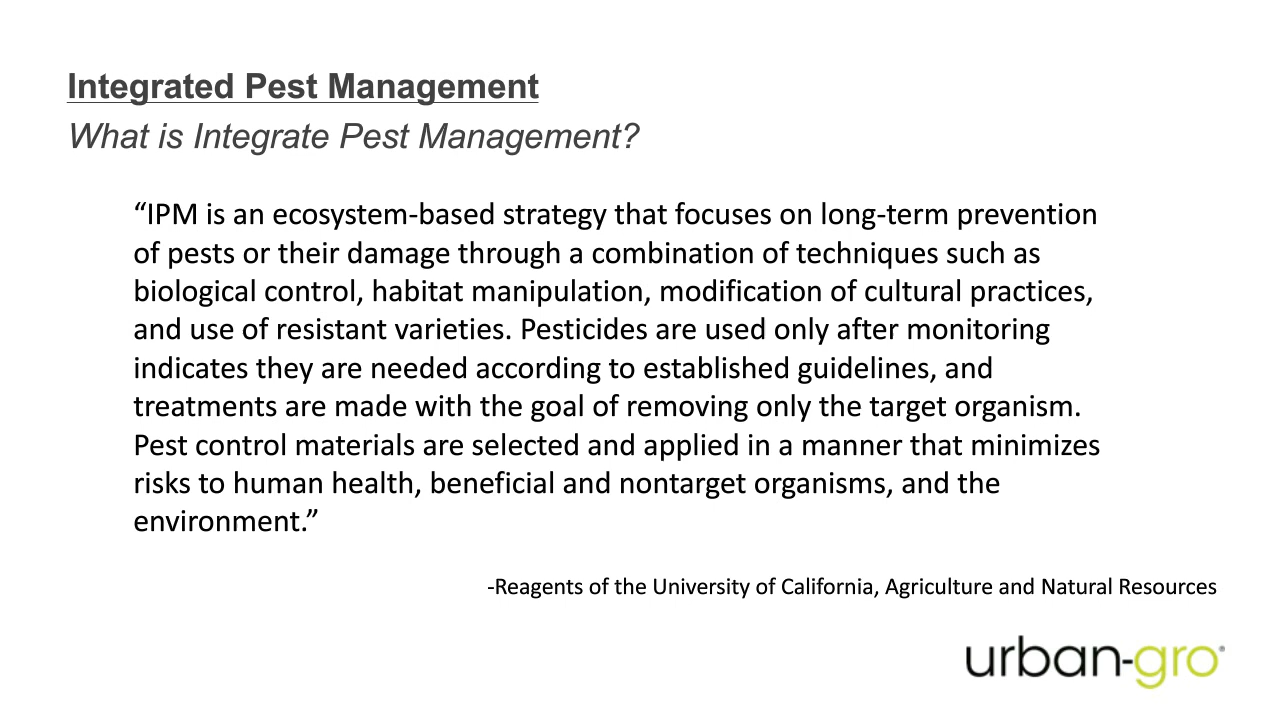 Integrated Pest Management
What is Integrate Pest Management?
“IPM is an ecosystem-based strategy that focuses on long-term prevention
of pests or their damage through a combination of techniques such as
biological control, habitat manipulation, modification of cultural practices,
and use of resistant varieties. Pesticides are used only after monitoring
indicates they are needed according to established guidelines, and
treatments are made with the goal of removing only the target organism.
Pest control materials are selected and applied in a manner that minimizes
risks to human health, beneficial and nontarget organisms, and the
environment.”
-Reagents of the University of California, Agriculture and Natural Resources
urban-gro®